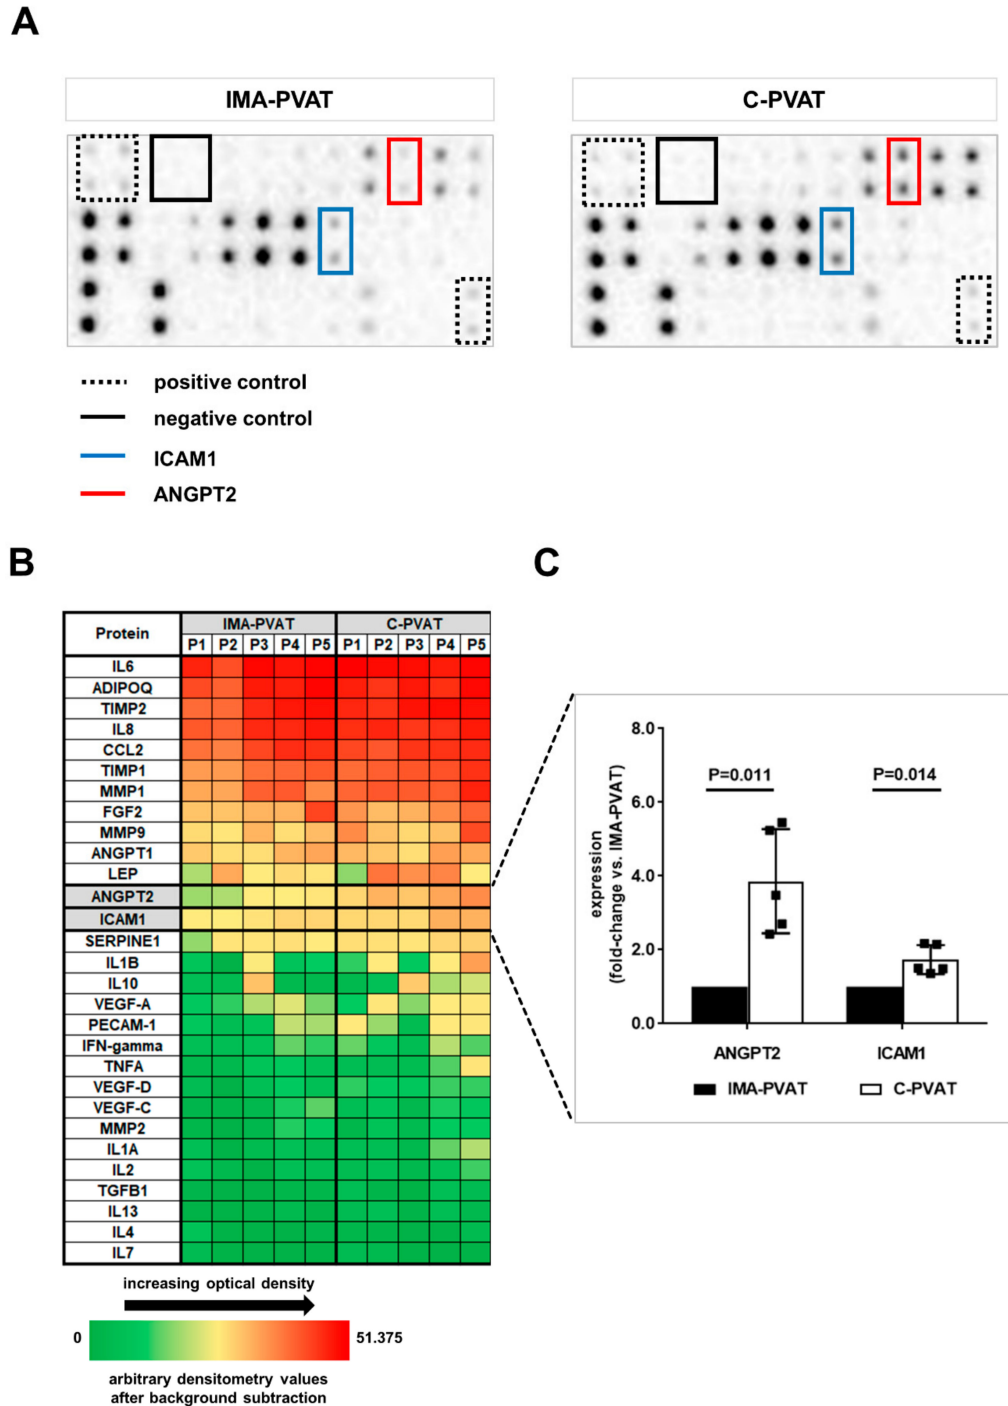 A
IMA-PVAT
C-PVAT
positive control
negative control
ICAM1
ANGPT2
B
Protein
IMA-PVAT
C-PVAT
P1 P2 P3 P4 P5 P1 P2 P3 P4 P5
IL6
ADIPOQ
TIMP2
IL8
CCL2
TIMP1
MMP1
FGF2
MMP9
ANGPT1
LEP
ANGPT2
ICAM1
SERPINE1
IL1B
IL10
VEGF-A
PECAM-1
IFN-gamma
TNFA
VEGF-D
VEGF-C
MMP2
IL1A
IL2
TGFB1
IL13
IL4
IL7
increasing optical density
0
51.375
arbitrary densitometry values
after background subtraction
C
expression
(fold-change vs. IMA-PVAT)
8.0
6.0
4.0
2.0
0.0
P=0.011
P=0.014
ANGPT2
ICAM1
IMA-PVAT
C-PVAT